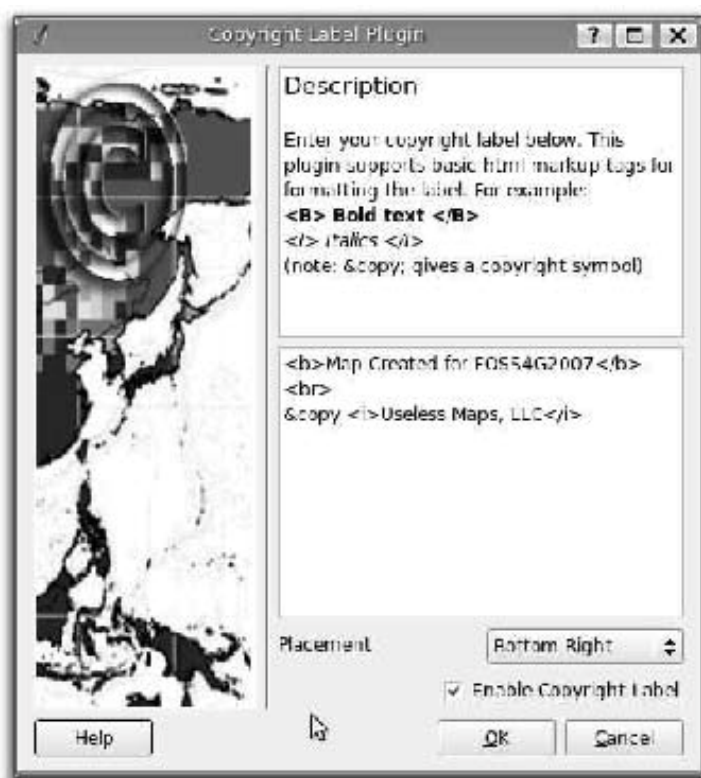 Copyright Label Plugin
Description
Enter your copyright label below. This
plugin supports basic html markup tags for
formatting the label. For example:
<B> Bold text </B>
<I> Italics </I>
(note: &copy; gives a copyright symbol)
<b>Map Created for FOSS4G2007</b>
<br>
&copy <i>Useless Maps, LLC</i>
Placement
Bottom Right
Enable Copyright Label
Help
OK
Cancel